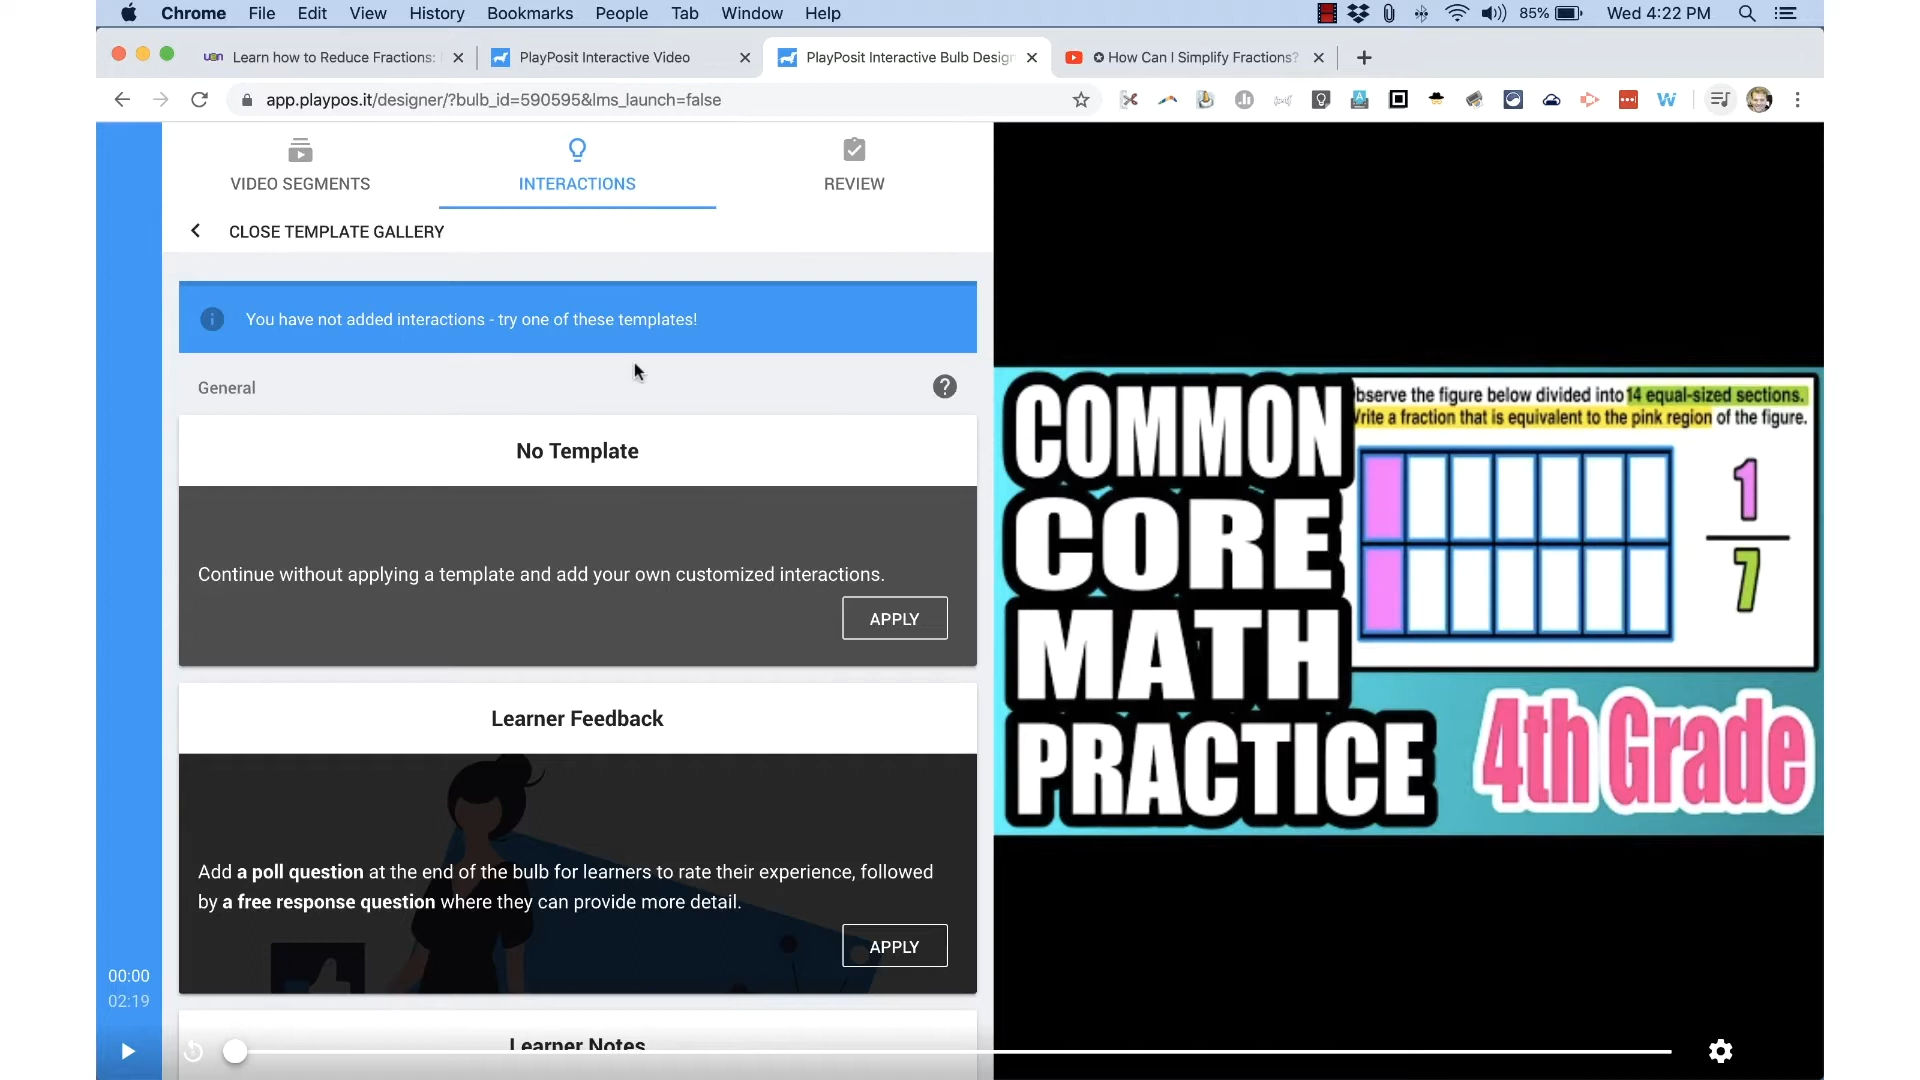 Chrome File Edit View History Bookmarks People Tab Window Help 85% Wed 4:22 PM
Learn how to Reduce Fractions: PlayPosit Interactive Video PlayPosit Interactive Bulb Design How Can I Simplify Fractions?
app.playpos.it/designer/?bulb_id=590595&lms_launch=false
VIDEO SEGMENTS INTERACTIONS REVIEW
CLOSE TEMPLATE GALLERY
You have not added interactions - try one of these templates!
General
No Template
Continue without applying a template and add your own customized interactions.
APPLY
Learner Feedback
Add a poll question at the end of the bulb for learners to rate their experience, followed
by a free response question where they can provide more detail.
APPLY
Learner Notes
00:00
02:19
COMMON
CORE
MATH
PRACTICE
bserve the figure below divided into 14 equal-sized sections.
Write a fraction that is equivalent to the pink region of the figure.
1
7
4th Grade